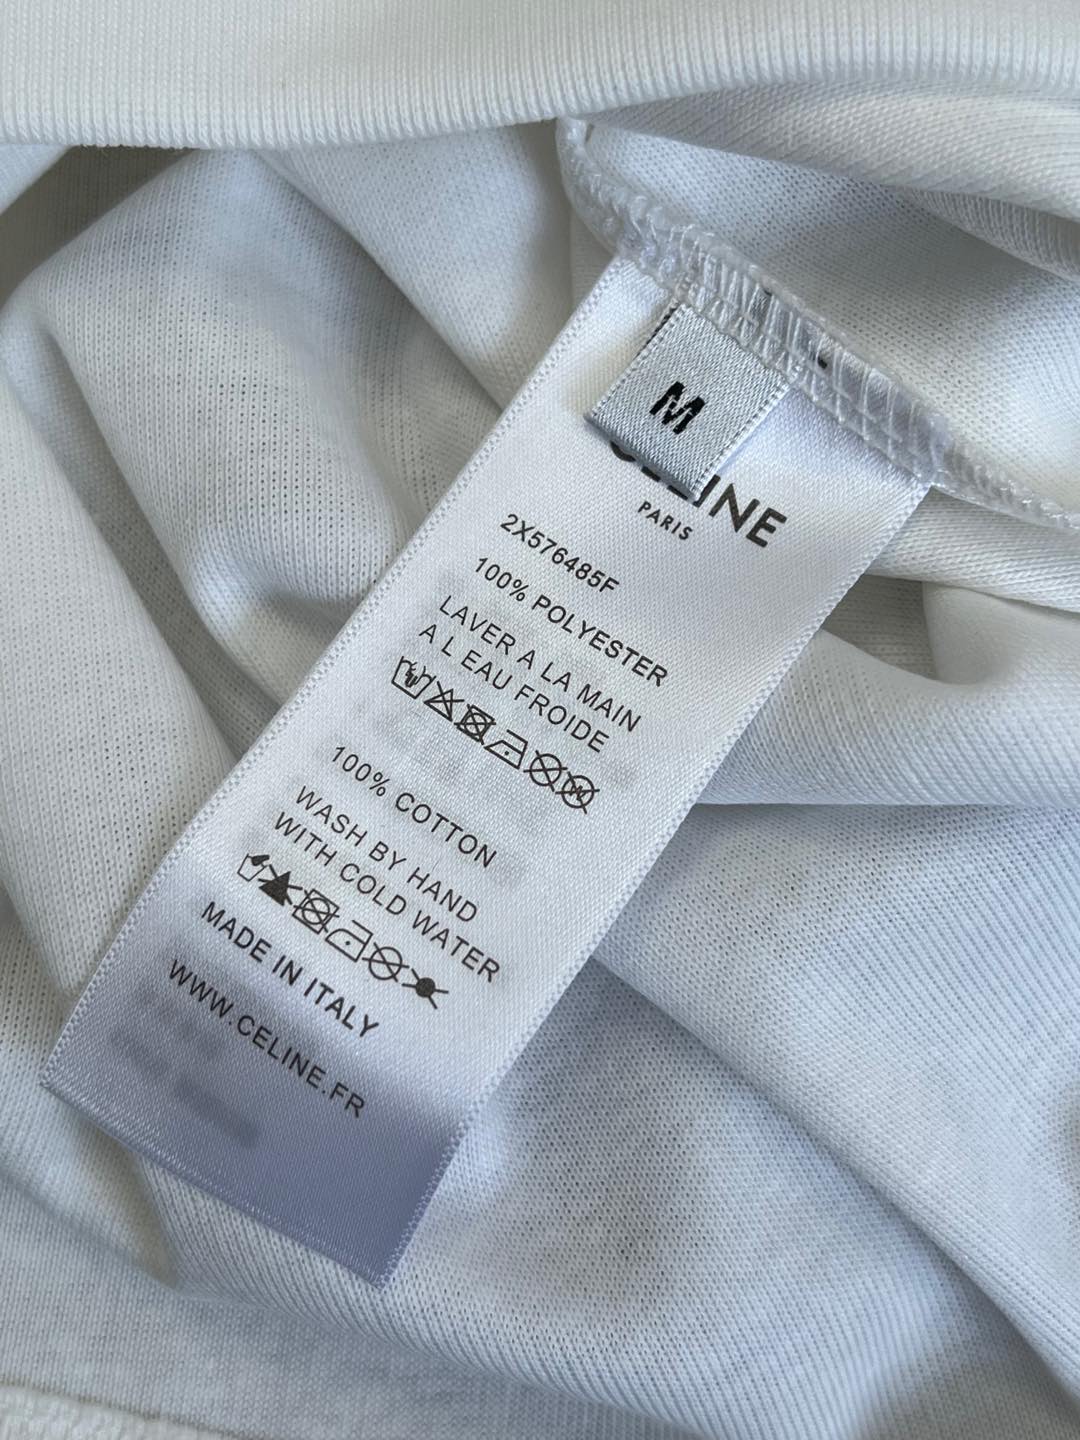 M
CELINE
PARIS
2X576485F
100% POLYESTER
LAVER A LA MAIN
A L EAU FROIDE
100% COTTON
WASH BY HAND
WITH COLD WATER
MADE IN ITALY
WWW.CELINE.FR